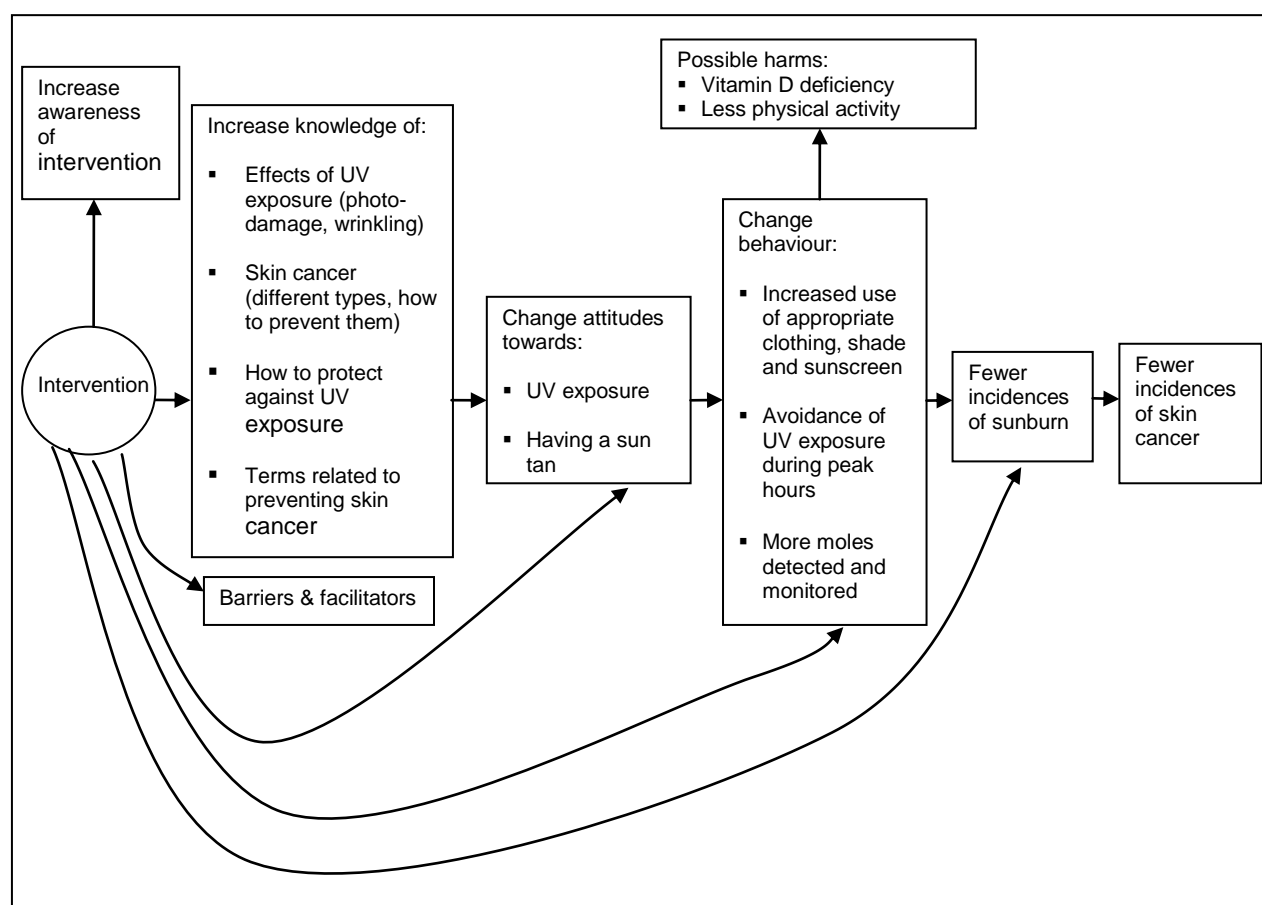 Increase
awareness
of
intervention
Intervention
Increase knowledge of:
▪ Effects of UV
exposure (photo-
damage, wrinkling)
▪ Skin cancer
(different types, how
to prevent them)
▪ How to protect
against UV
exposure
▪ Terms related to
preventing skin
cancer
Barriers & facilitators
Change attitudes
towards:
▪ UV exposure
▪ Having a sun
tan
Possible harms:
▪ Vitamin D deficiency
▪ Less physical activity
Change
behaviour:
▪ Increased use
of appropriate
clothing, shade
and sunscreen
▪ Avoidance of
UV exposure
during peak
hours
▪ More moles
detected and
monitored
Fewer
incidences
of sunburn
Fewer
incidences
of skin
cancer